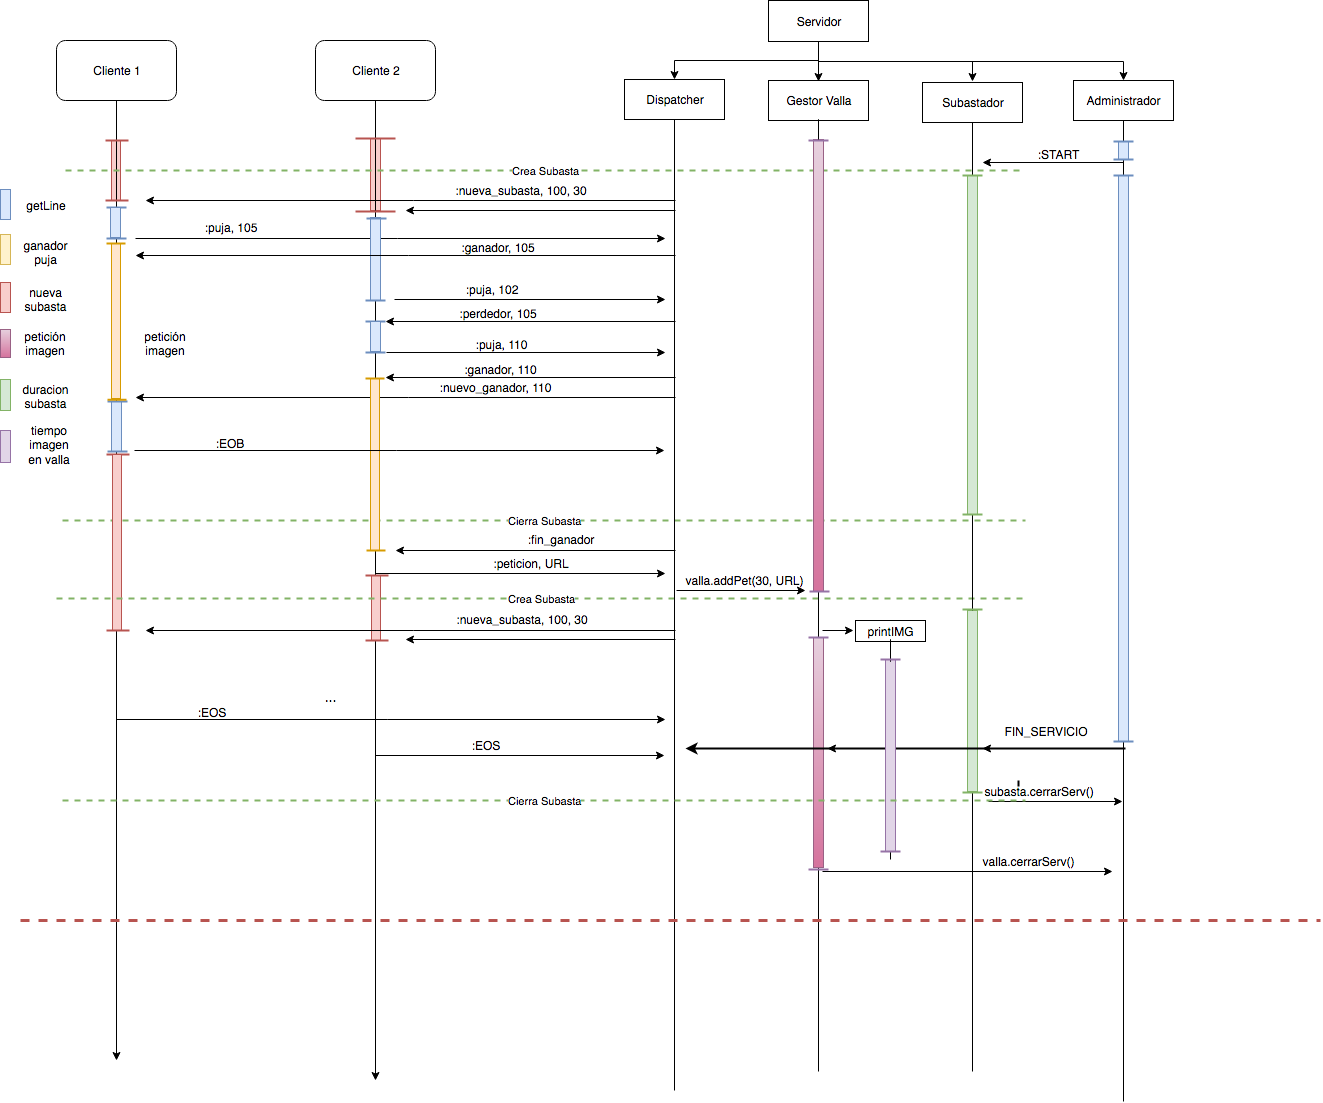 Servidor
Cliente 1
Cliente 2
Dispatcher
Gestor Valla
Subastador
Administrador
:START
Crea Subasta
:nueva_subasta, 100, 30
getLine
:puja, 105
ganador
puja
:ganador, 105
:puja, 102
nueva
subasta
:perdedor, 105
petición
imagen
petición
imagen
:puja, 110
:ganador, 110
:nuevo_ganador, 110
duracion
subasta
tiempo
imagen
en valla
:EOB
Cierra Subasta
:fin_ganador
:peticion, URL
valla.addPet(30, URL)
Crea Subasta
:nueva_subasta, 100, 30
printIMG
...
:EOS
FIN_SERVICIO
:EOS
subasta.cerrarServ()
Cierra Subasta
valla.cerrarServ()